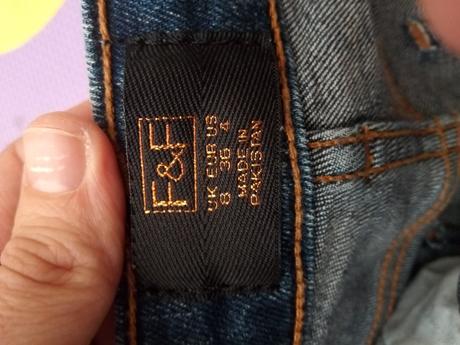 F&F
UK EUR US
8 36 4
MADE IN
PAKISTAN